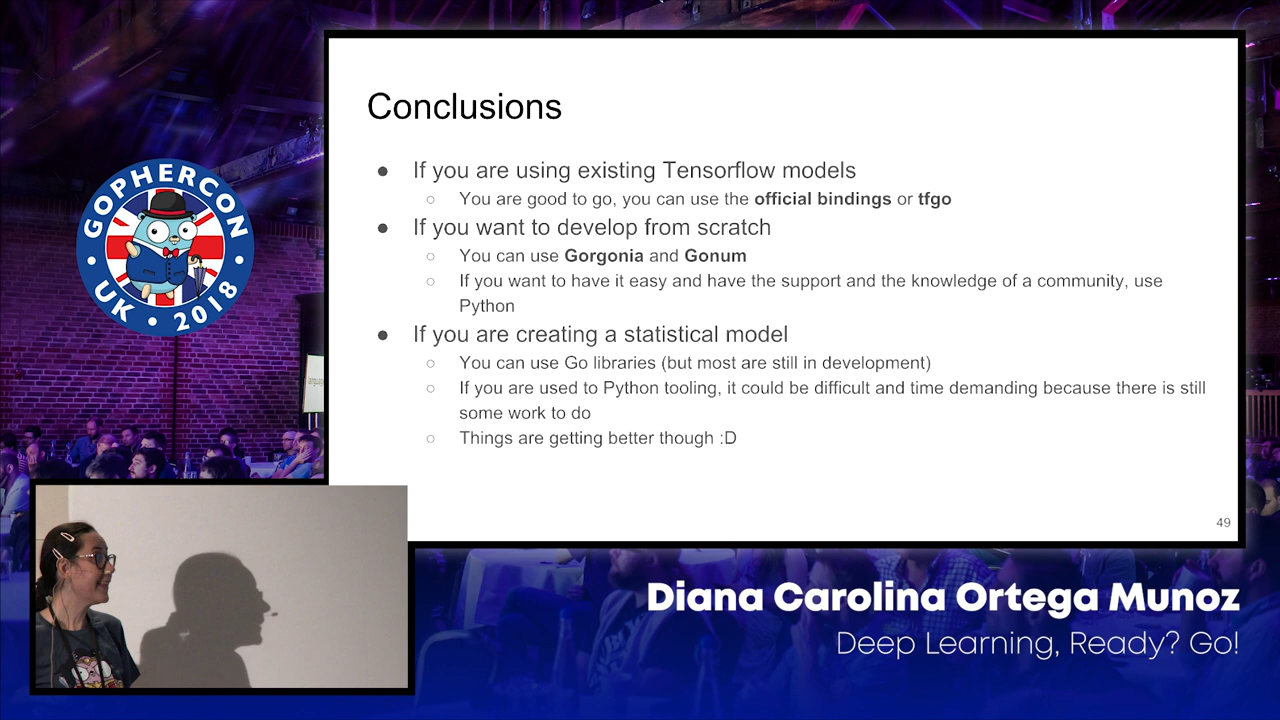 GOPHERCON
UK • 2018
Conclusions
● If you are using existing Tensorflow models
○ You are good to go, you can use the official bindings or tfgo
● If you want to develop from scratch
○ You can use Gorgonia and Gonum
○ If you want to have it easy and have the support and the knowledge of a community, use
Python
● If you are creating a statistical model
○ You can use Go libraries (but most are still in development)
○ If you are used to Python tooling, it could be difficult and time demanding because there is still
some work to do
○ Things are getting better though :D
49
Diana Carolina Ortega Munoz
Deep Learning, Ready? Go!